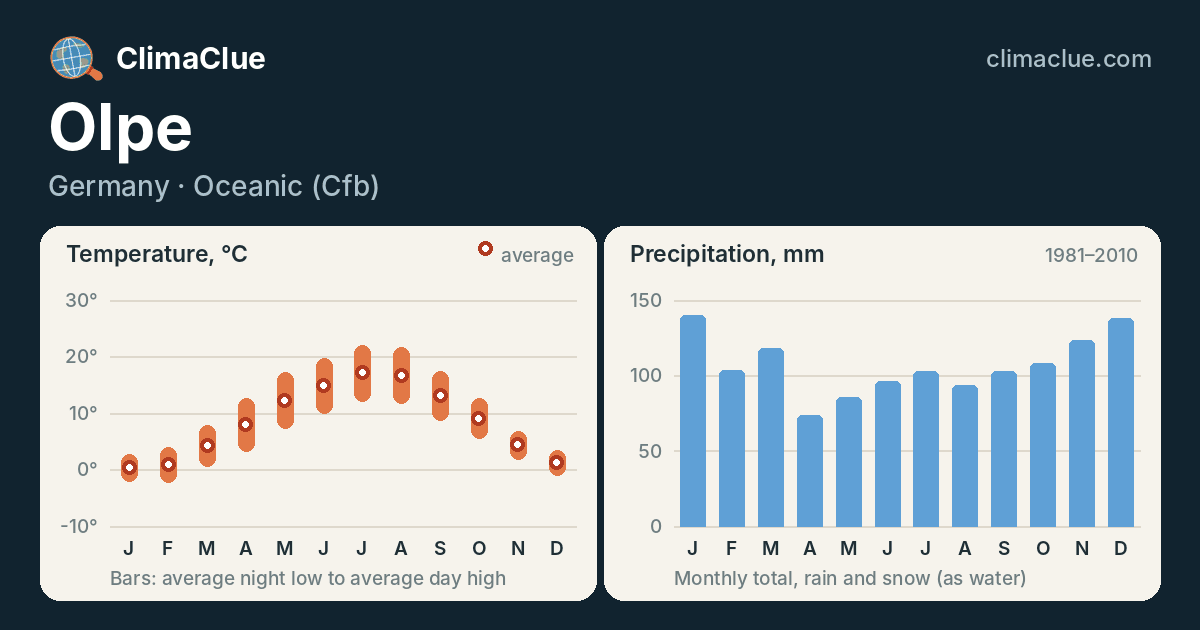 ClimaClue
climaclue.com
Olpe
Germany · Oceanic (Cfb)
Temperature, °C
average
30°
20°
10°
0°
-10°
J F M A M J J A S O N D
Bars: average night low to average day high
Precipitation, mm
1981–2010
150
100
50
0
J F M A M J J A S O N D
Monthly total, rain and snow (as water)